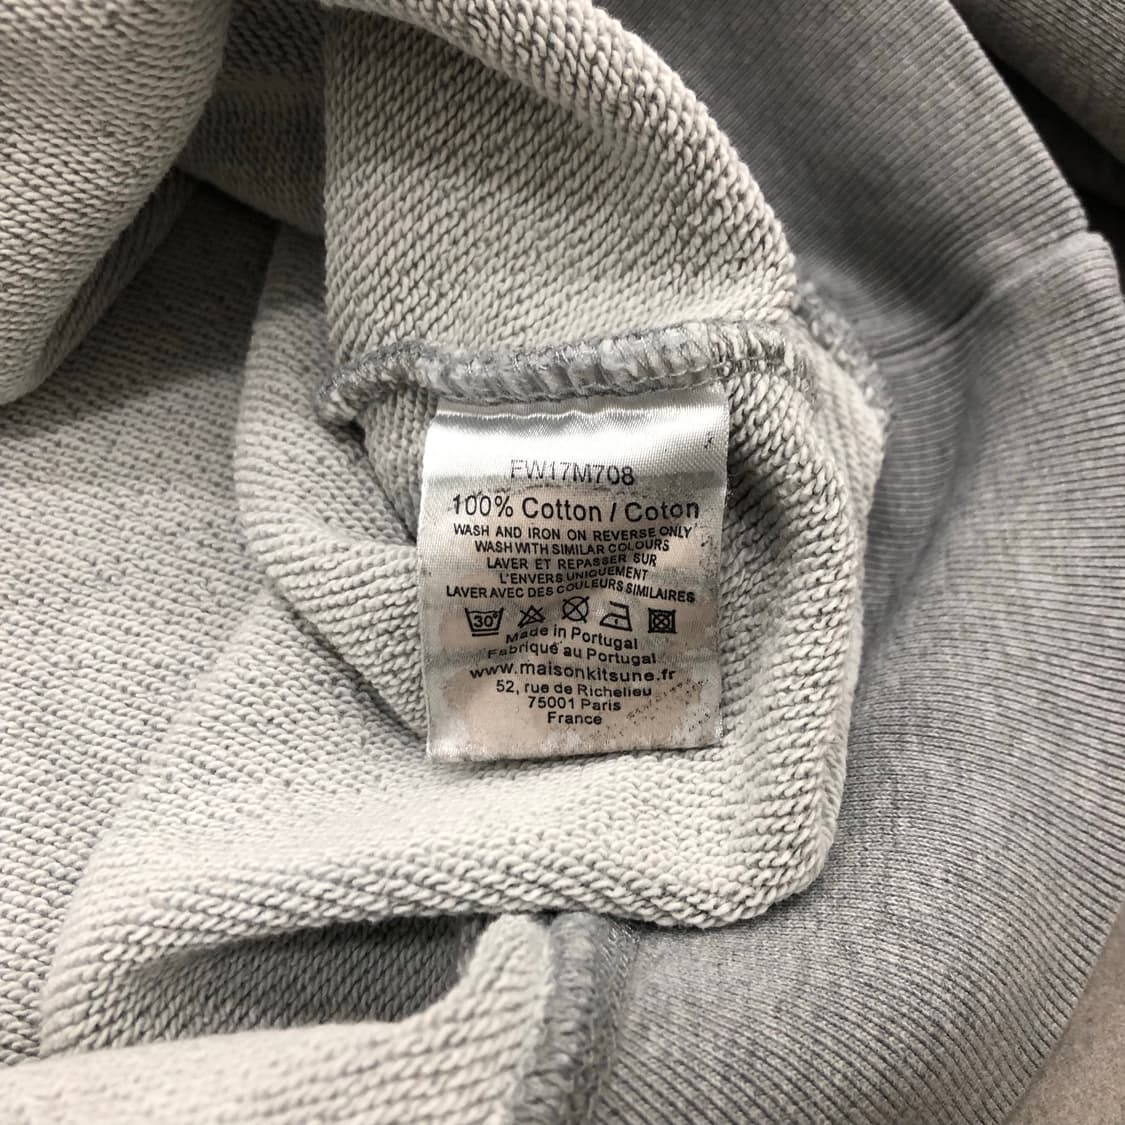 FW17M708
100% Cotton / Coton
WASH AND IRON ON REVERSE ONLY
WASH WITH SIMILAR COLOURS
LAVER ET REPASSER SUR
L'ENVERS UNIQUEMENT
LAVER AVEC DES COULEURS SIMILAIRES
30°
Made in Portugal
Fabriqué au Portugal
www.maisonkitsune.fr
52, rue de Richelieu
75001 Paris
France